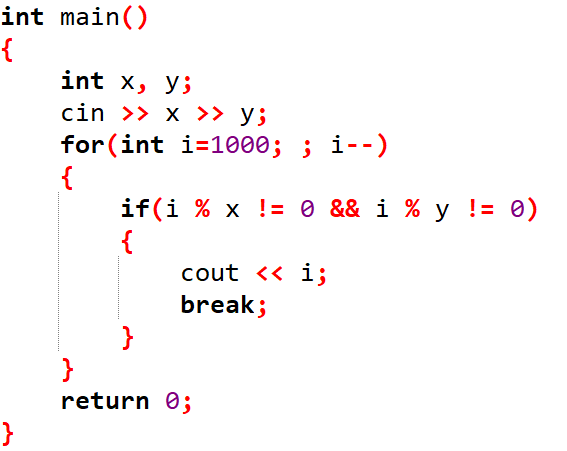 int main()
{
int x, y;
cin >> x >> y;
for(int i=1000; ; i--)
{
if(i % x != 0 && i % y != 0)
{
cout << i;
break;
}
}
return 0;
}